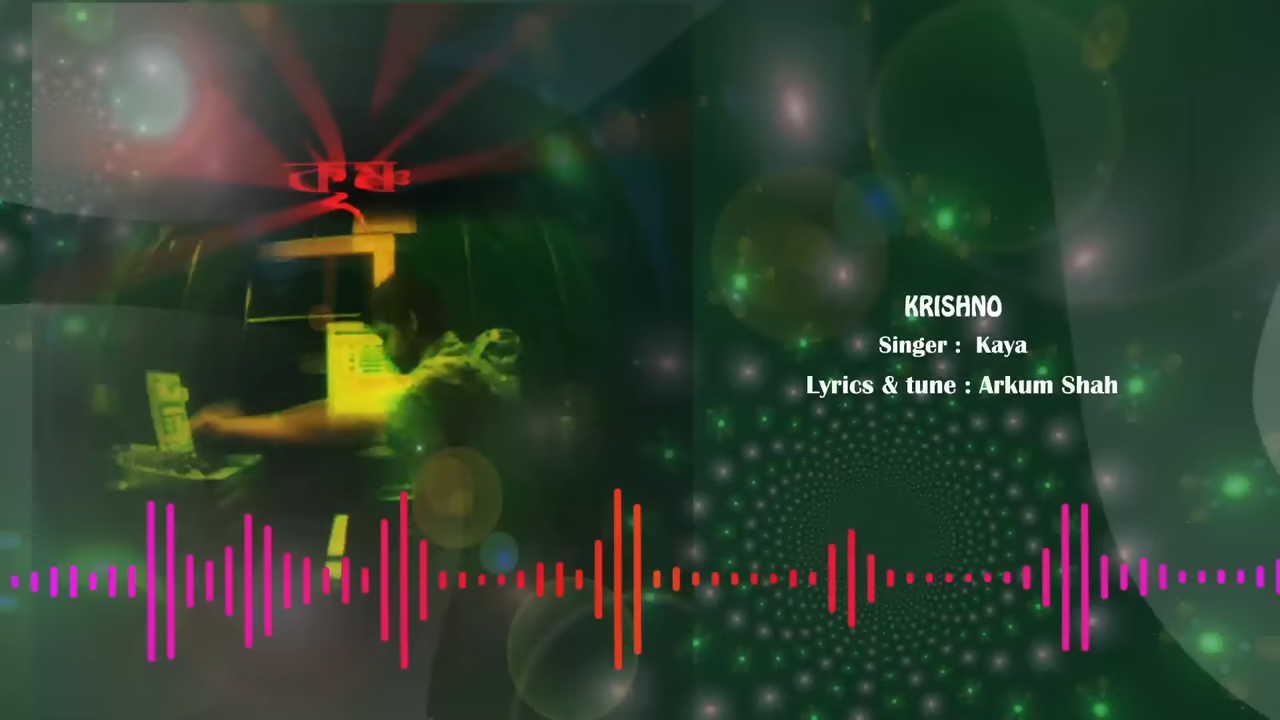 কৃষ্ণ
KRISHNO
Singer : Kaya
Lyrics & tune : Arkum Shah